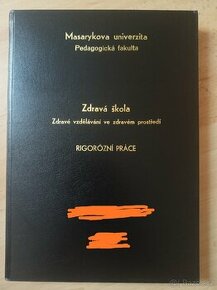 Masarykova univerzita
Pedagogická fakulta
Zdravá škola
Zdravé vzdělávání ve zdravém prostředí
RIGORÓZNÍ PRÁCE